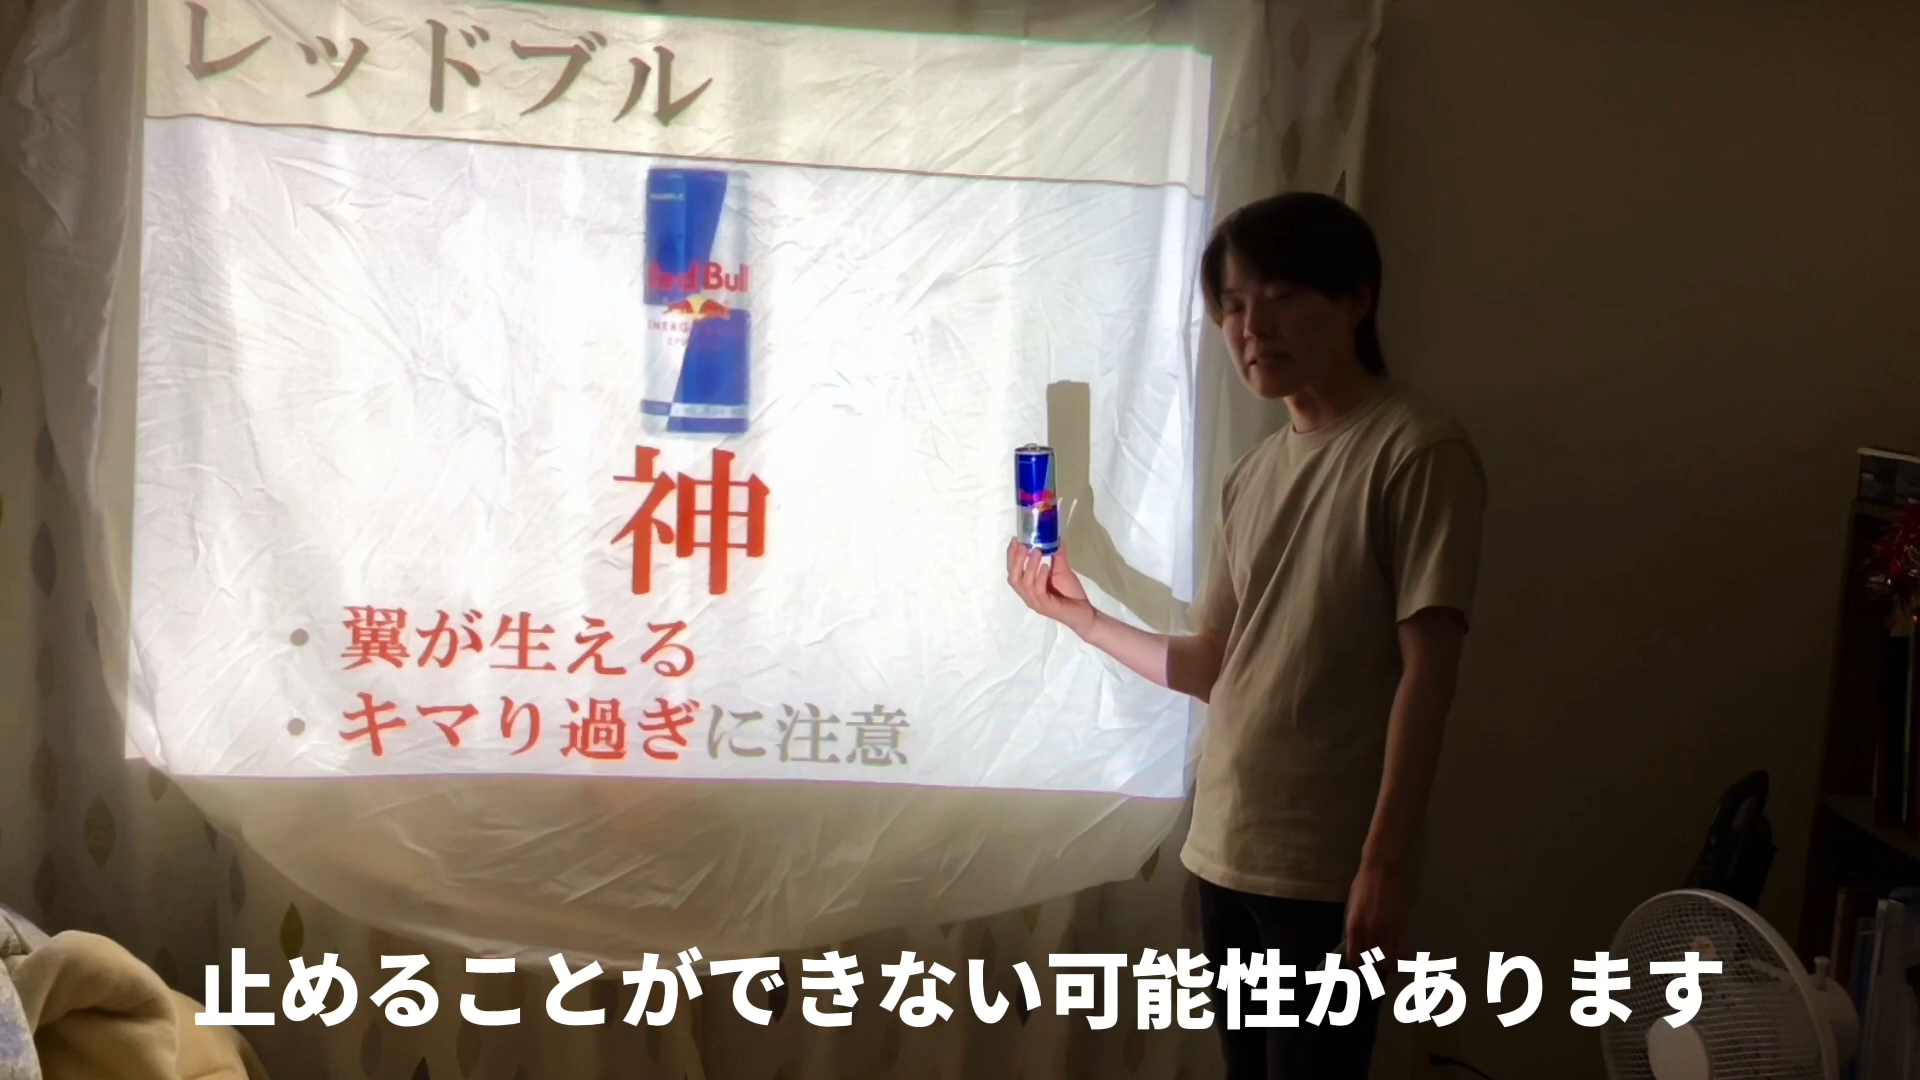 レッドブル
Red Bull
神
・翼が生える
・キマり過ぎに注意
止めることができない可能性があります